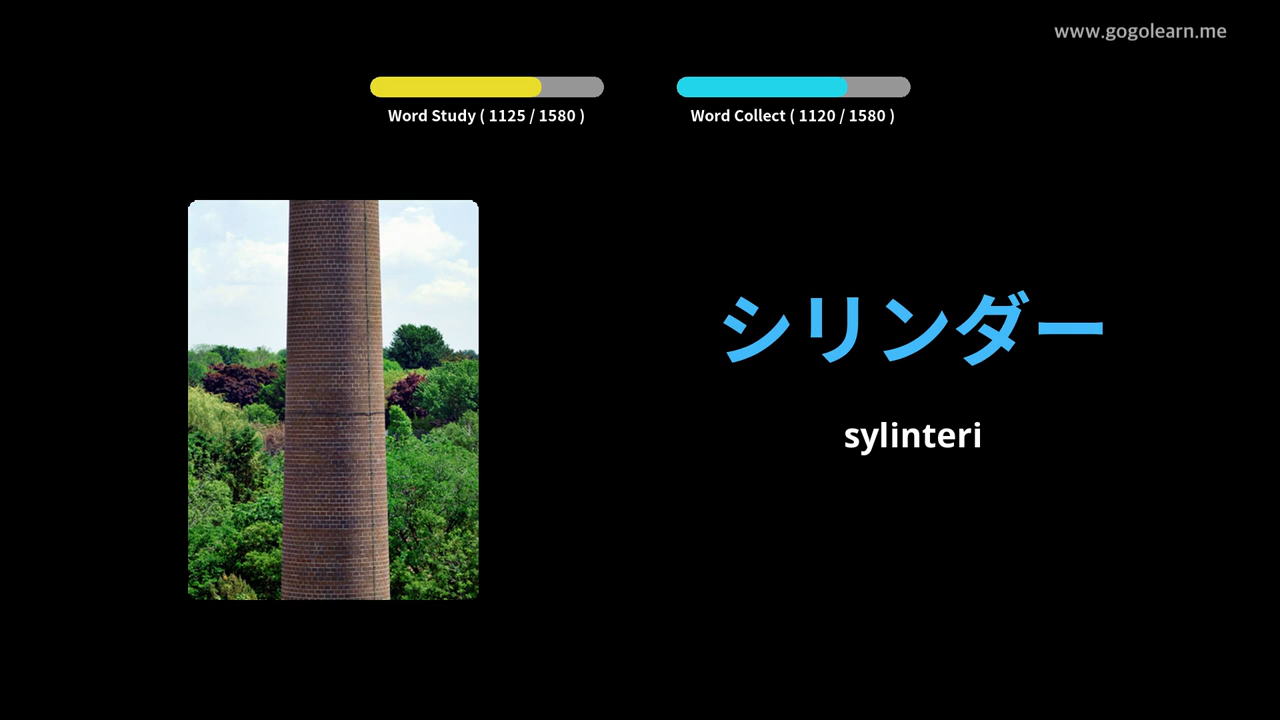 www.gogolearn.me
Word Study ( 1125 / 1580 )
Word Collect ( 1120 / 1580 )
シリンダー
sylinteri